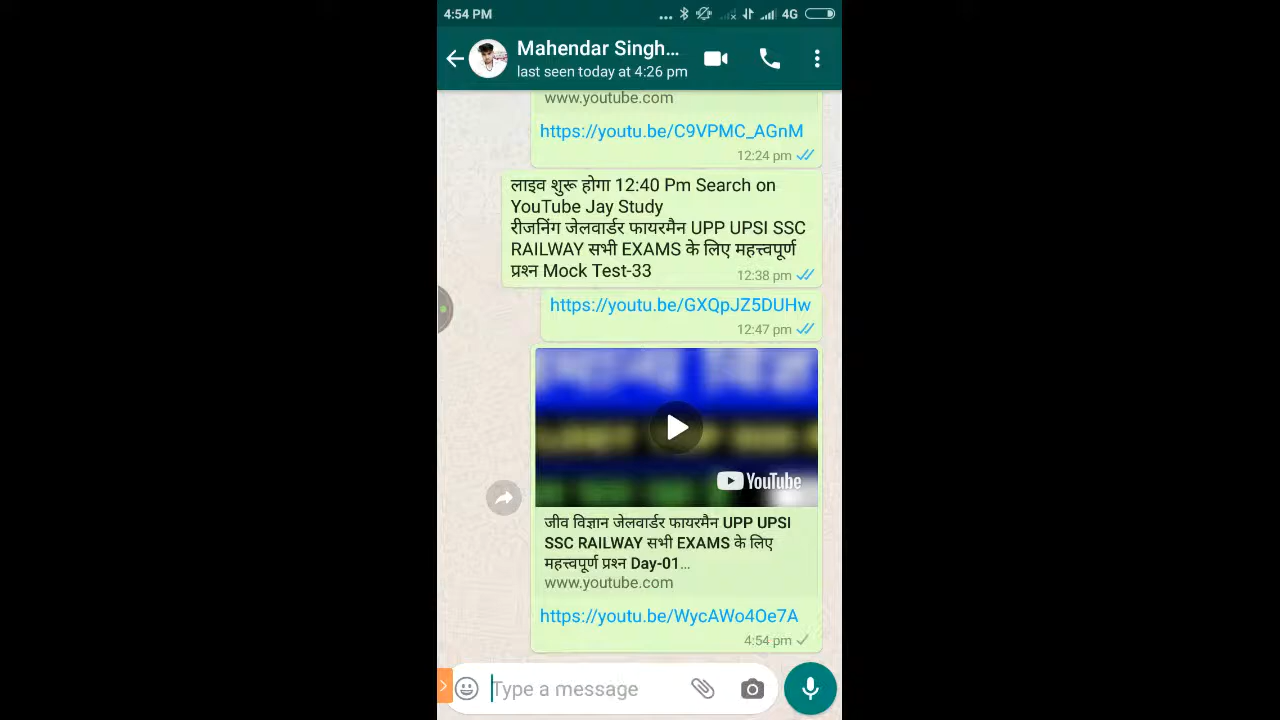 4:54 PM
4G
Mahendar Singh...
last seen today at 4:26 pm
www.youtube.com
https://youtu.be/C9VPMC_AGnM
12:24 pm
लाइव शुरू होगा 12:40 Pm Search on
YouTube Jay Study
रीजनिंग जेलवार्डर फायरमैन UPP UPSI SSC
RAILWAY सभी EXAMS के लिए महत्त्वपूर्ण
प्रश्न Mock Test-33
12:38 pm
https://youtu.be/GXQpJZ5DUHw
12:47 pm
YouTube
जीव विज्ञान जेलवार्डर फायरमैन UPP UPSI
SSC RAILWAY सभी EXAMS के लिए
महत्त्वपूर्ण प्रश्न Day-01...
www.youtube.com
https://youtu.be/WycAWo4Oe7A
4:54 pm
Type a message